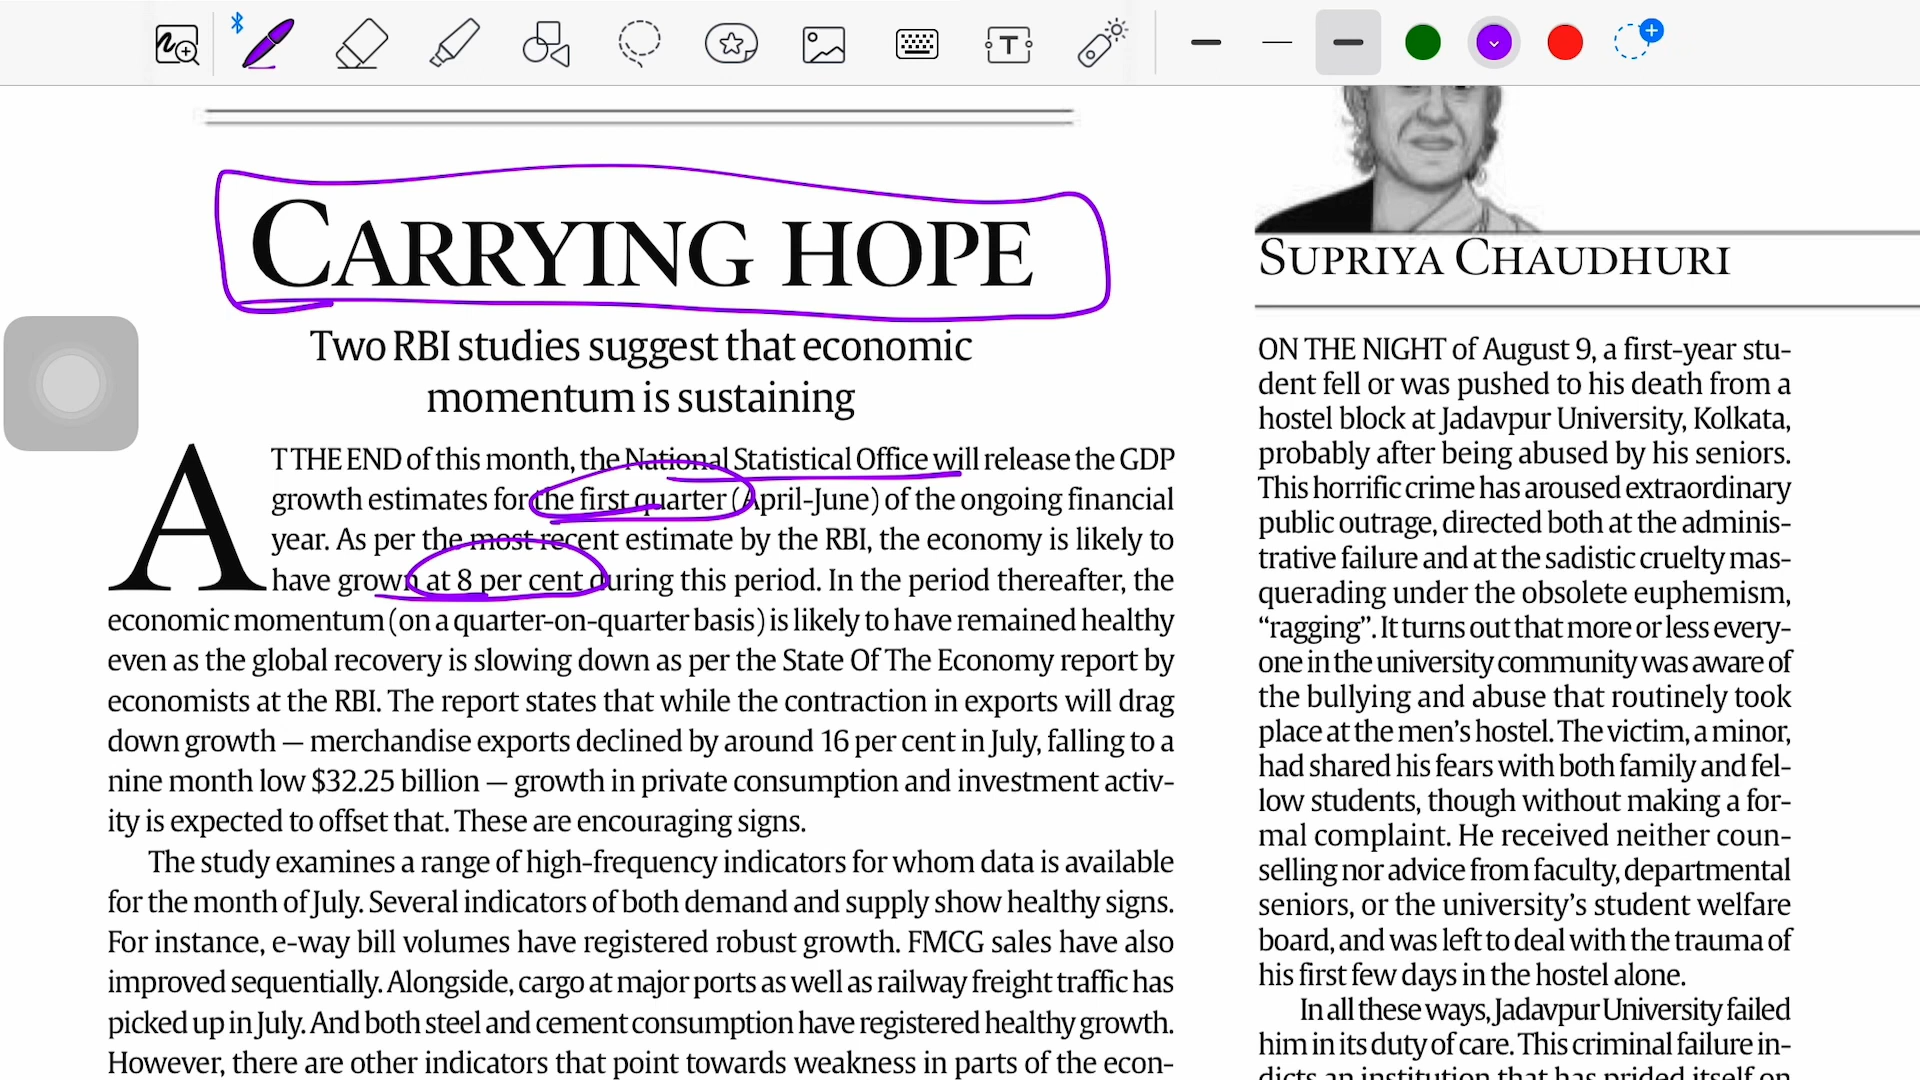 CARRYING HOPE
Two RBI studies suggest that economic
momentum is sustaining
AT THE END of this month, the National Statistical Office will release the GDP
growth estimates for the first quarter (April-June) of the ongoing financial
year. As per the most recent estimate by the RBI, the economy is likely to
have grown at 8 per cent during this period. In the period thereafter, the
economic momentum (on a quarter-on-quarter basis) is likely to have remained healthy
even as the global recovery is slowing down as per the State Of The Economy report by
economists at the RBI. The report states that while the contraction in exports will drag
down growth — merchandise exports declined by around 16 per cent in July, falling to a
nine month low $32.25 billion — growth in private consumption and investment activ-
ity is expected to offset that. These are encouraging signs.
The study examines a range of high-frequency indicators for whom data is available
for the month of July. Several indicators of both demand and supply show healthy signs.
For instance, e-way bill volumes have registered robust growth. FMCG sales have also
improved sequentially. Alongside, cargo at major ports as well as railway freight traffic has
picked up in July. And both steel and cement consumption have registered healthy growth.
However, there are other indicators that point towards weakness in parts of the econ-
SUPRIYA CHAUDHURI
ON THE NIGHT of August 9, a first-year stu-
dent fell or was pushed to his death from a
hostel block at Jadavpur University, Kolkata,
probably after being abused by his seniors.
This horrific crime has aroused extraordinary
public outrage, directed both at the adminis-
trative failure and at the sadistic cruelty mas-
querading under the obsolete euphemism,
“ragging”. It turns out that more or less every-
one in the university community was aware of
the bullying and abuse that routinely took
place at the men’s hostel. The victim, a minor,
had shared his fears with both family and fel-
low students, though without making a for-
mal complaint. He received neither coun-
selling nor advice from faculty, departmental
seniors, or the university’s student welfare
board, and was left to deal with the trauma of
his first few days in the hostel alone.
In all these ways, Jadavpur University failed
him in its duty of care. This criminal failure in-
dicts an institution that has prided itself on